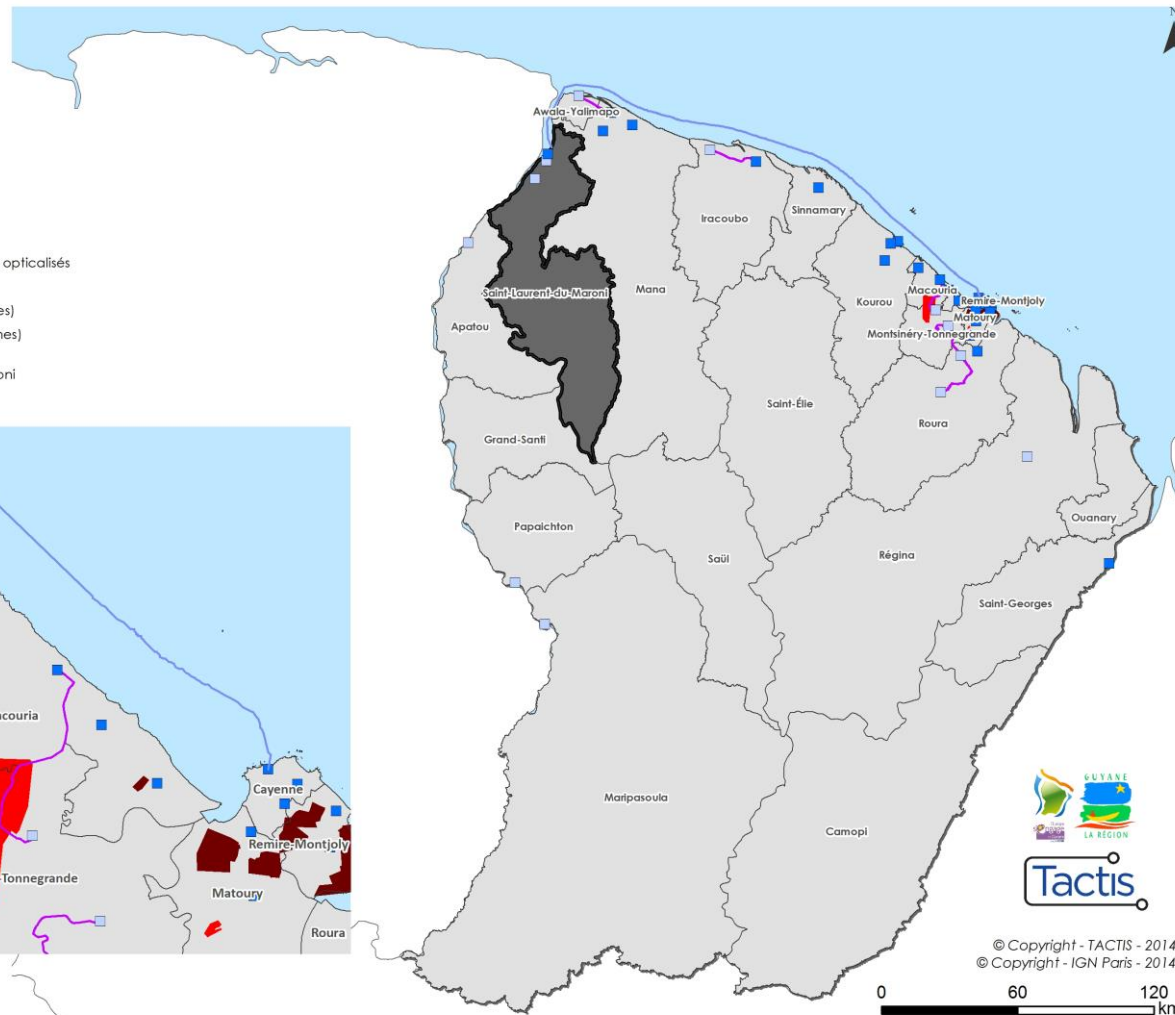 N
opticalisés
es)
nes)
oni
Awala-Yalimapo
Iracoubo
Sinnamary
Saint-Laurent-du-Maroni
Mana
Apatou
Kourou
Macouria
Remire-Montjoly
Matoury
Montsinéry-Tonnegrande
Saint-Élie
Roura
Grand-Santi
Papaichton
Saül
Régina
Ouanary
Saint-Georges
Maripasoula
Camopi
acouria
Cayenne
Remire-Montjoly
-Tonnegrande
Matoury
Roura
GUYANE
LA RÉGION
Tactis
© Copyright - TACTIS - 2014
© Copyright - IGN Paris - 2014
0 60 120
km